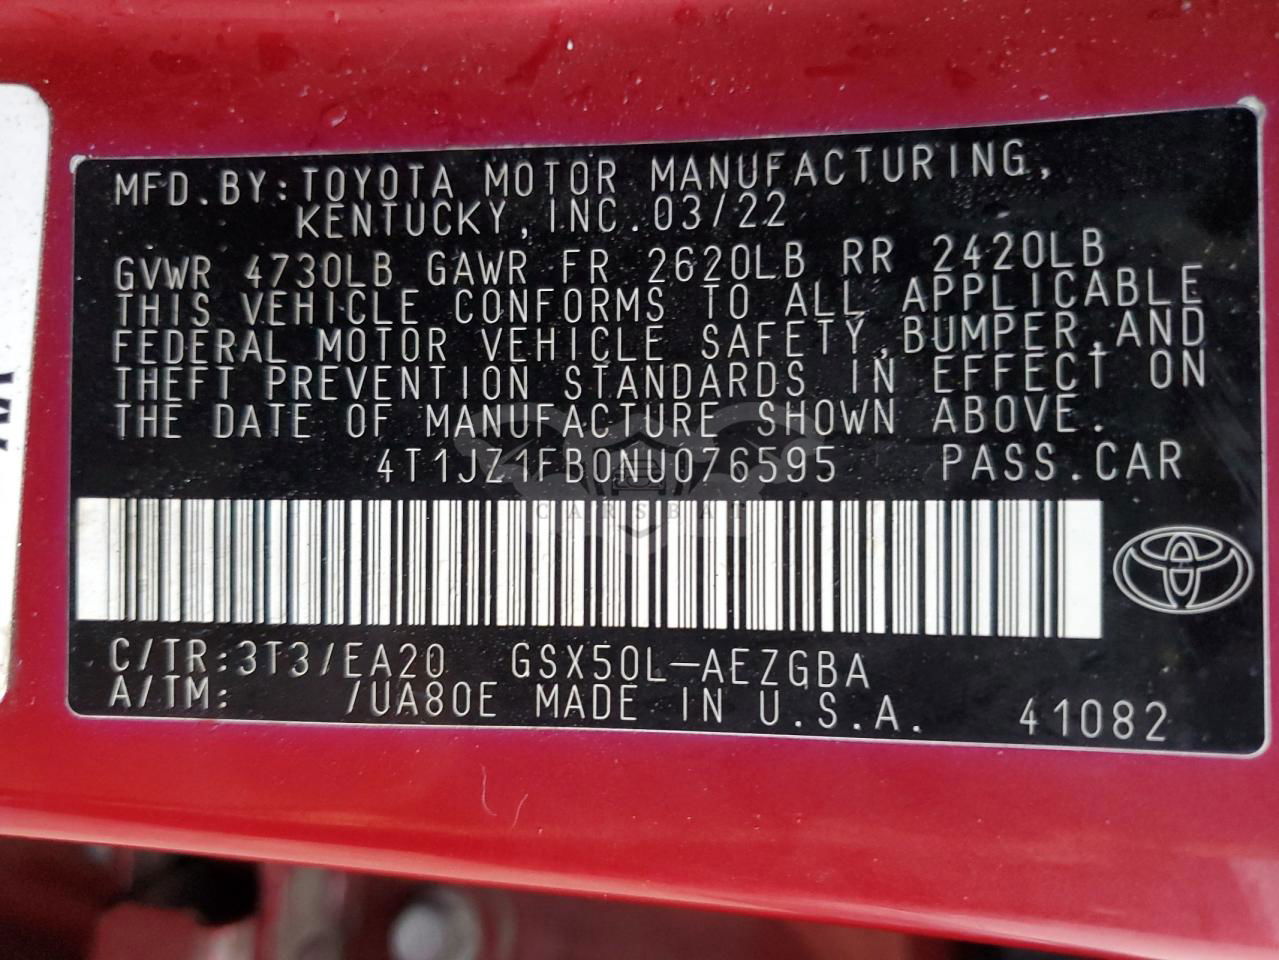 MFD.BY:TOYOTA MOTOR MANUFACTURING,
KENTUCKY,INC.03/22
GVWR 4730LB GAWR FR 2620LB RR 2420LB
THIS VEHICLE CONFORMS TO ALL APPLICABLE
FEDERAL MOTOR VEHICLE SAFETY,BUMPER,AND
THEFT PREVENTION STANDARDS IN EFFECT ON
THE DATE OF MANUFACTURE SHOWN ABOVE.
4T1JZ1FB0NU076595 PASS.CAR
C/TR:3T3/EA20 GSX50L-AEZGBA
A/TM: /UA80E MADE IN U.S.A. 41082